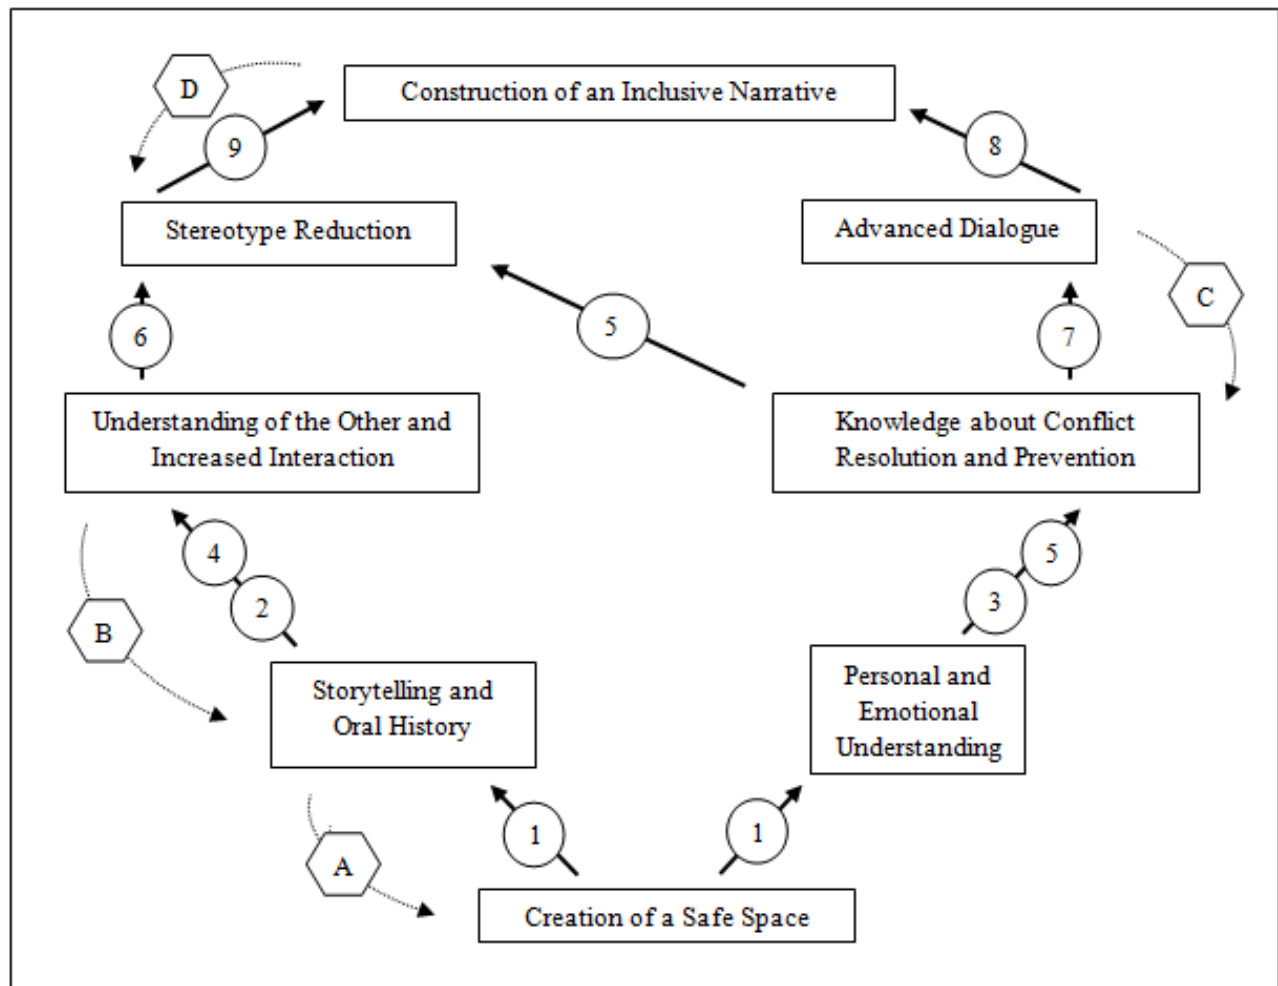 D
Construction of an Inclusive Narrative
9
8
Stereotype Reduction
Advanced Dialogue
C
5
6
7
Understanding of the Other and
Increased Interaction
Knowledge about Conflict
Resolution and Prevention
4
5
2
3
B
Storytelling and
Oral History
Personal and
Emotional
Understanding
1
1
A
Creation of a Safe Space